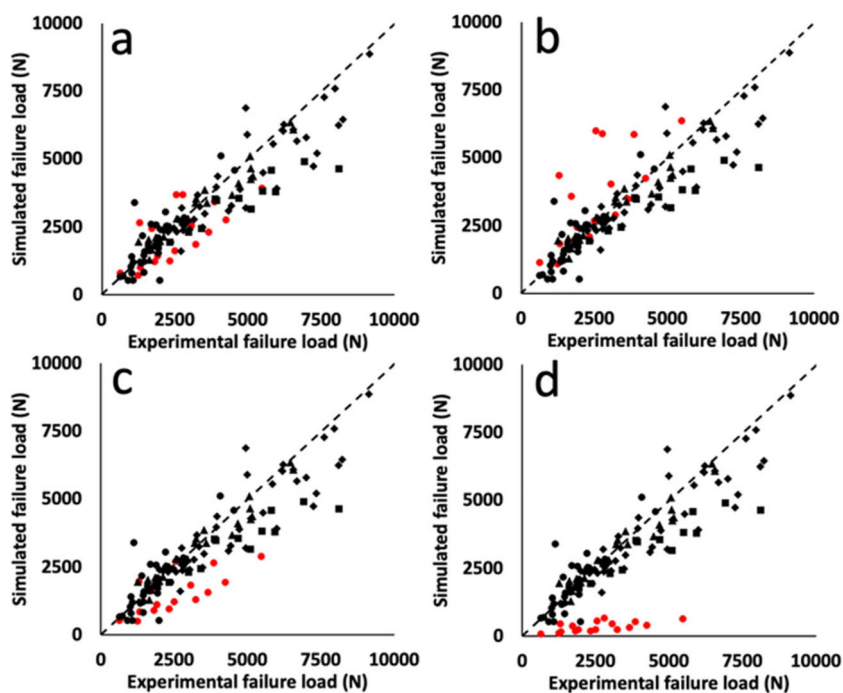 a
10000
7500
5000
2500
0
Simulated failure load (N)
0 2500 5000 7500 10000
Experimental failure load (N)
b
10000
7500
5000
2500
0
Simulated failure load (N)
0 2500 5000 7500 10000
Experimental failure load (N)
c
10000
7500
5000
2500
0
Simulated failure load (N)
0 2500 5000 7500 10000
Experimental failure load (N)
d
10000
7500
5000
2500
0
Simulated failure load (N)
0 2500 5000 7500 10000
Experimental failure load (N)